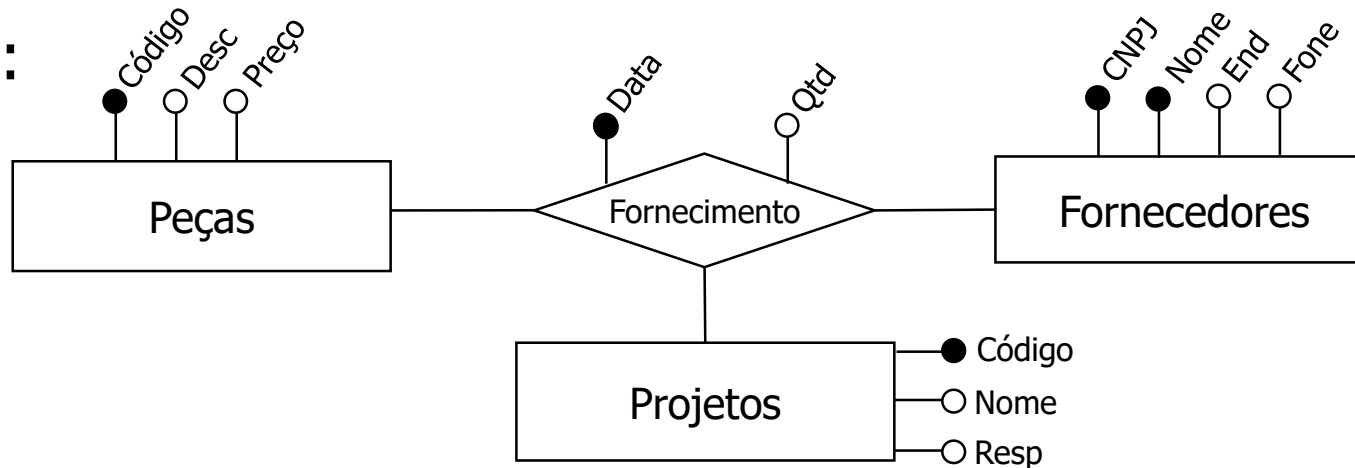 :
Código
Desc
Preço
Data
Qtd
CNPJ
Nome
End
Fone
Peças
Fornecimento
Fornecedores
Projetos
Código
Nome
Resp